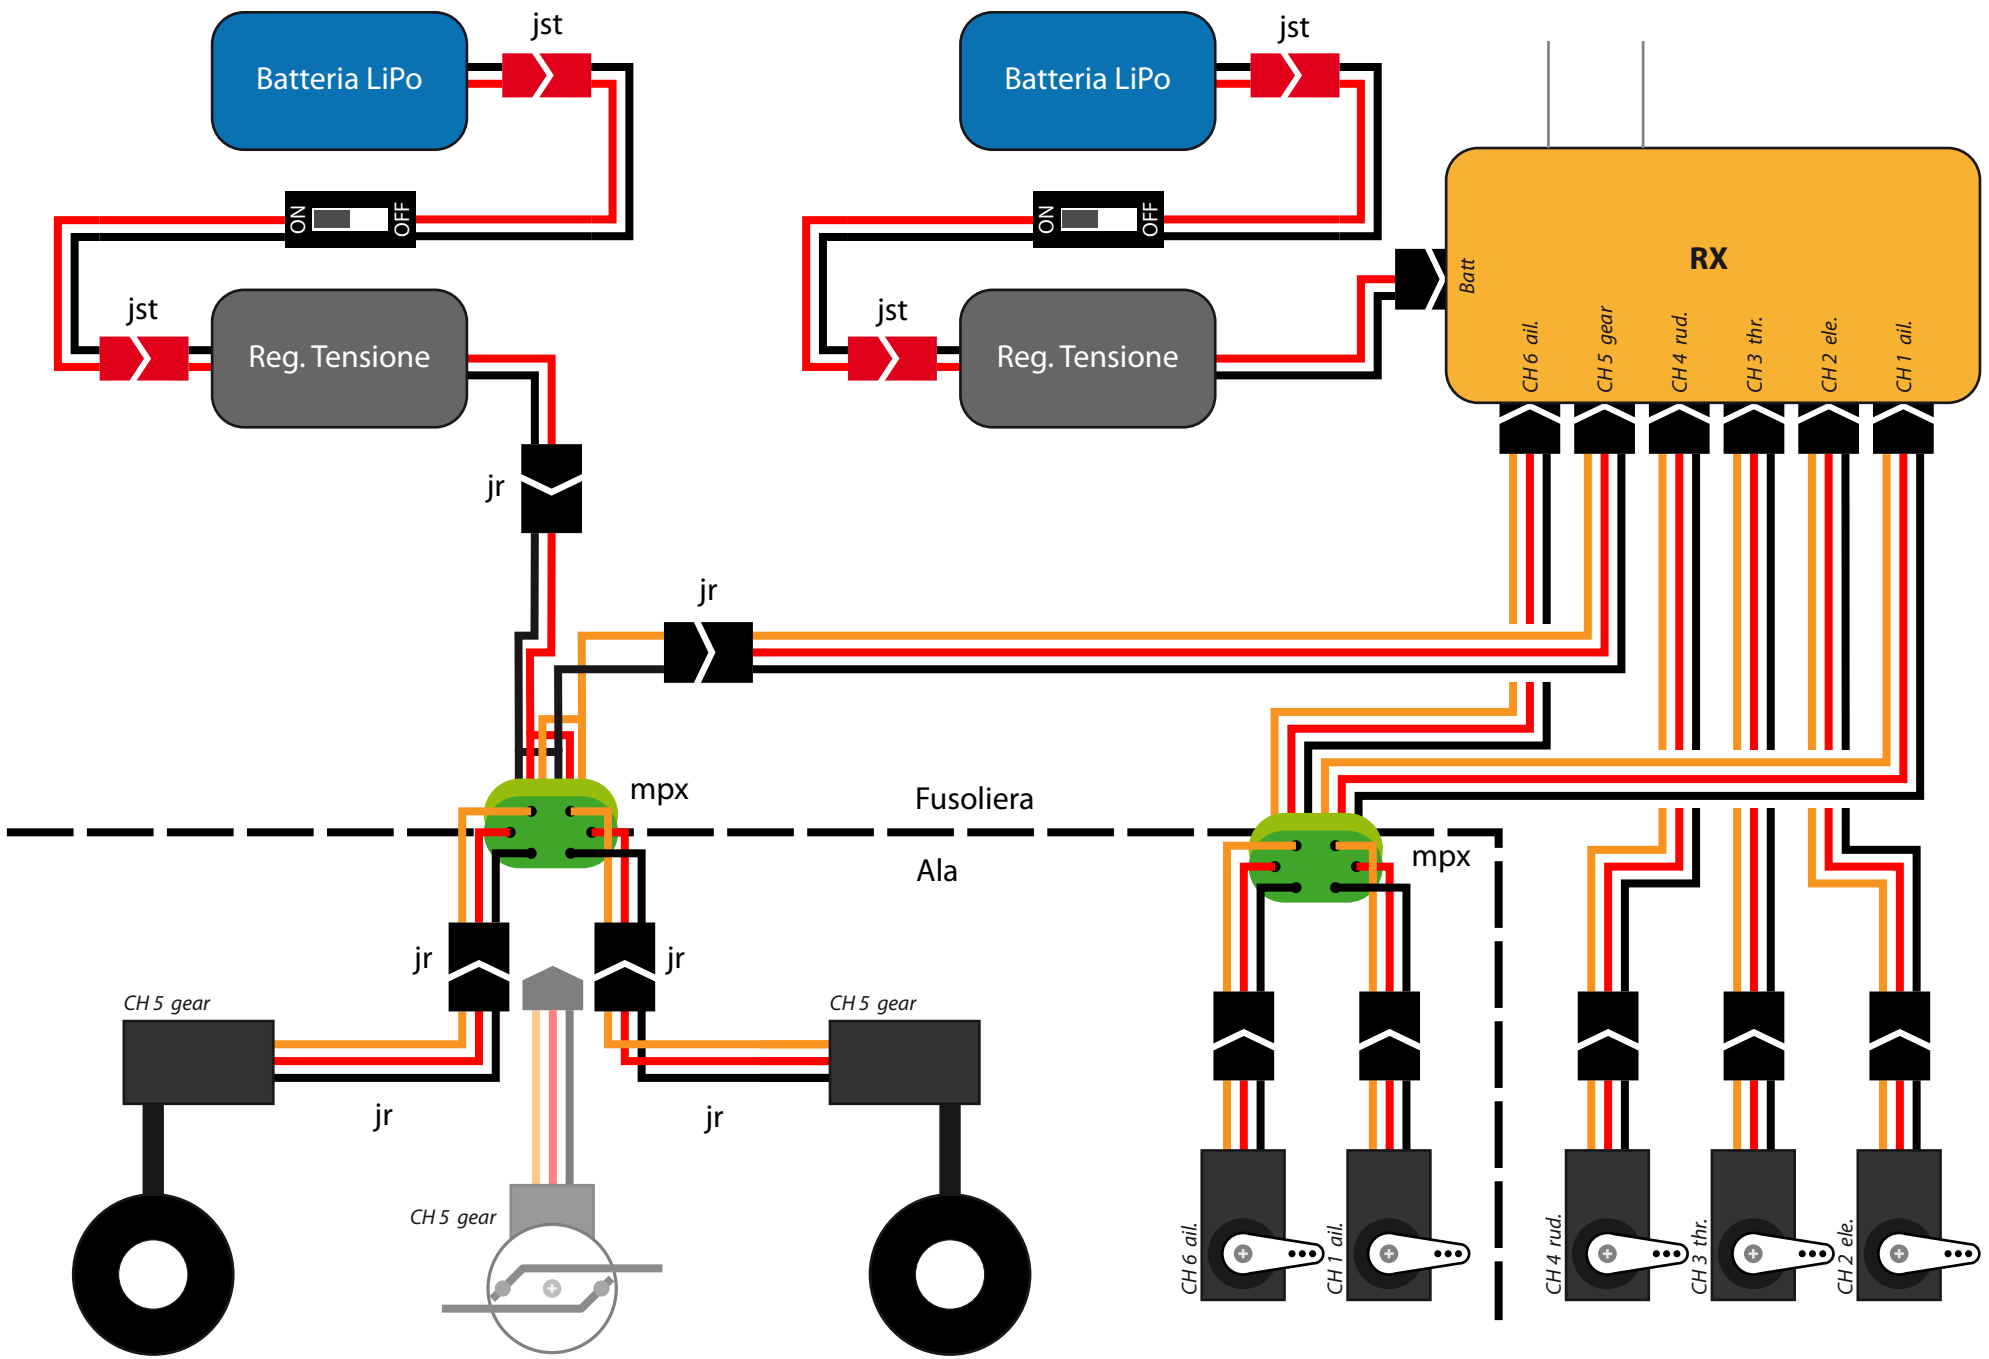 jst
jst
Batteria LiPo
Batteria LiPo
ON
OFF
ON
OFF
RX
Batt
jst
jst
Reg. Tensione
Reg. Tensione
CH 6 ail.
CH 5 gear
CH 4 rud.
CH 3 thr.
CH 2 ele.
CH 1 ail.
jr
jr
mpx
Fusoliera
Ala
mpx
jr
jr
CH 5 gear
CH 5 gear
jr
jr
CH 5 gear
CH 6 ail.
CH 1 ail.
CH 4 rud.
CH 3 thr.
CH 2 ele.